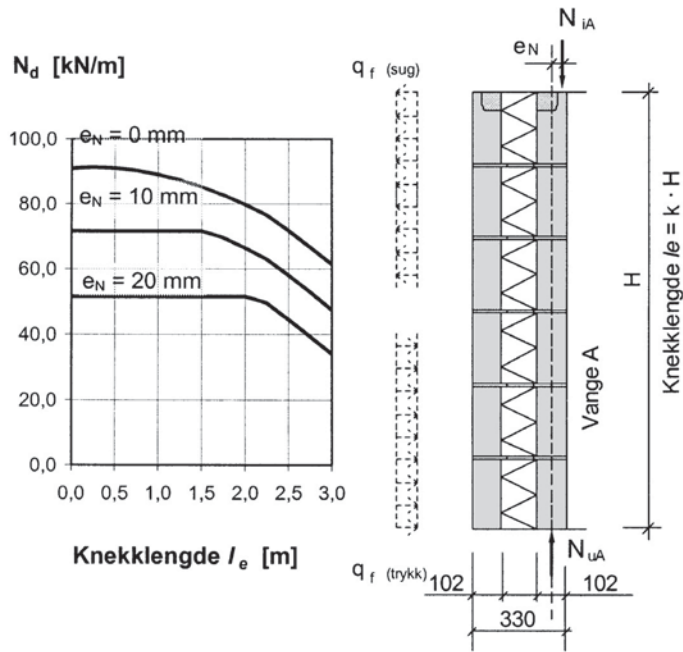 N_d [kN/m]
100,0
80,0
60,0
40,0
20,0
0,0
e_N = 0 mm
e_N = 10 mm
e_N = 20 mm
0,0 0,5 1,0 1,5 2,0 2,5 3,0
Knekklengde l_e [m]
q_f (sug)
q_f (trykk)
N_iA
e_N
Vange A
H
Knekklengde le = k · H
N_uA
102 102
330